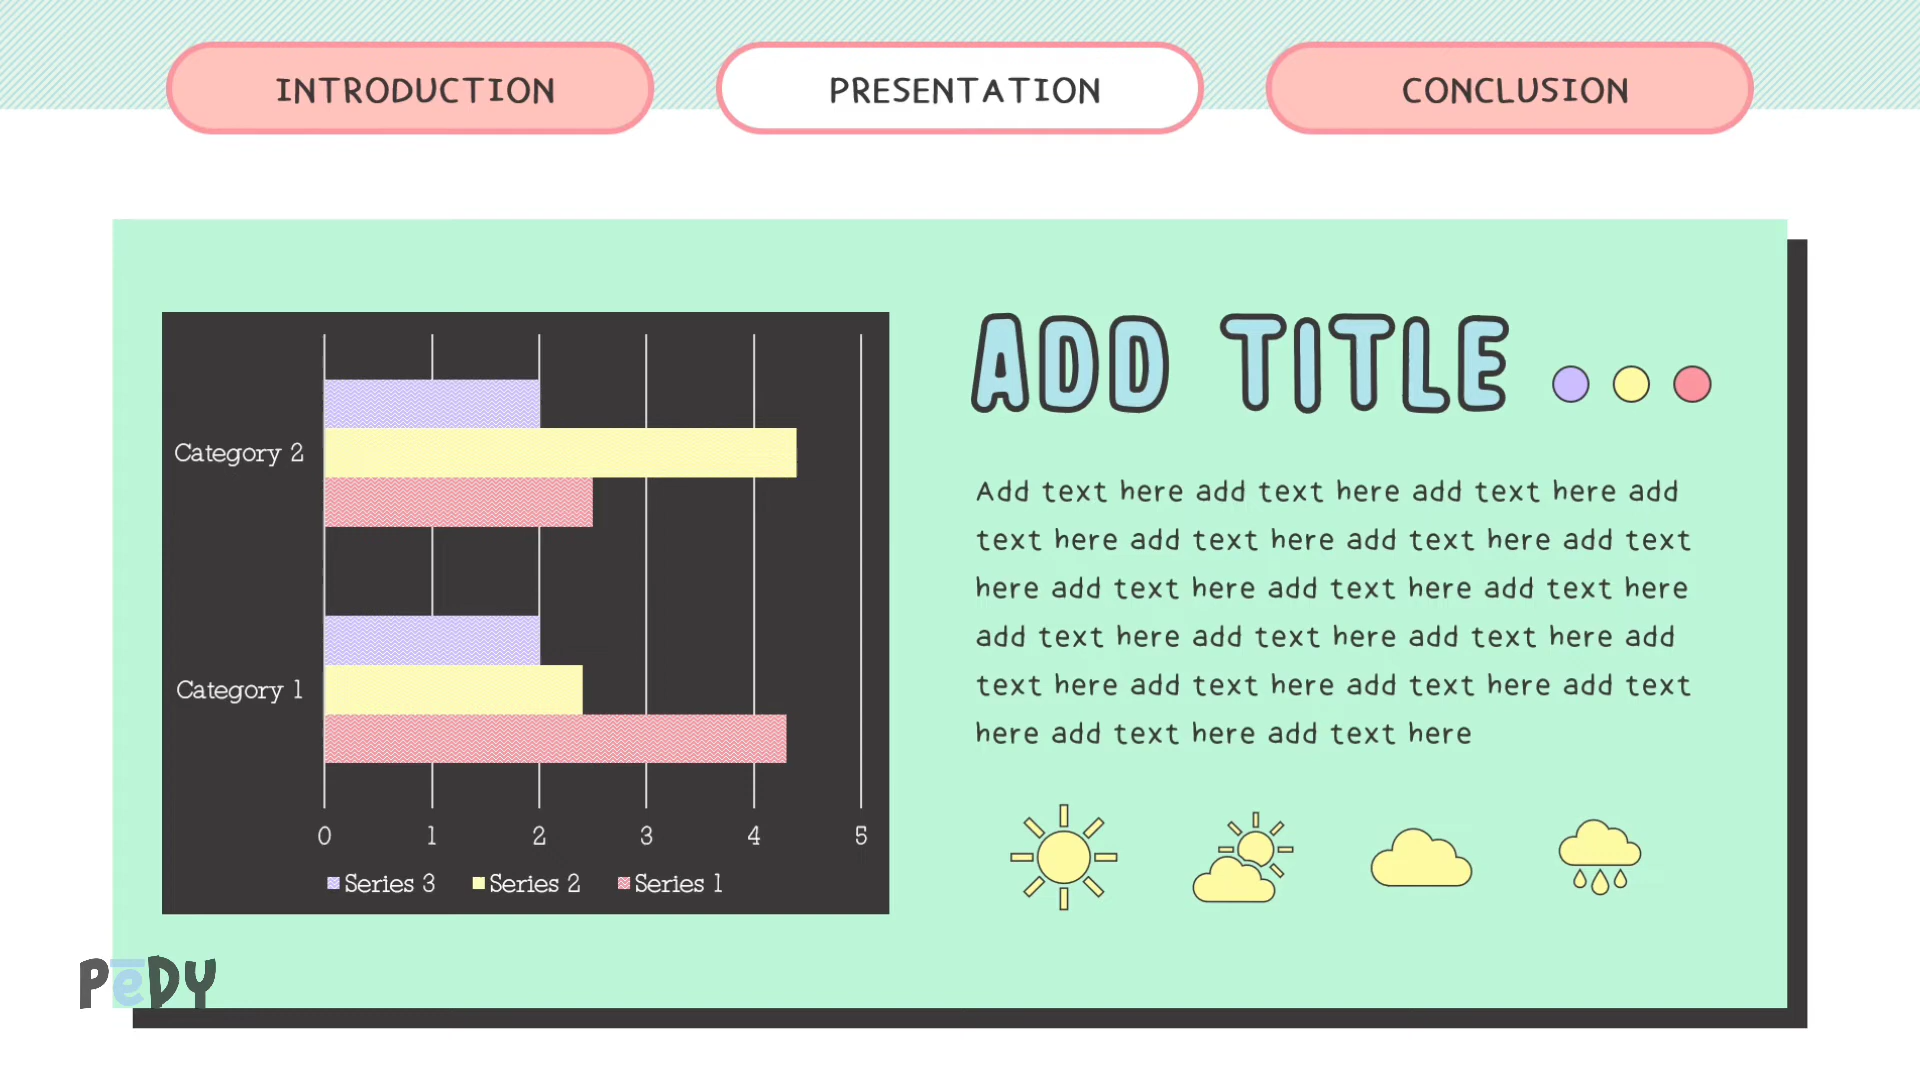 INTRODUCTION
PRESENTATION
CONCLUSION
ADD TITLE
Add text here add text here add text here add
text here add text here add text here add text
here add text here add text here add text here
add text here add text here add text here add
text here add text here add text here add text
here add text here add text here
Category 2
Category 1
0 1 2 3 4 5
Series 3 Series 2 Series 1
PēDY